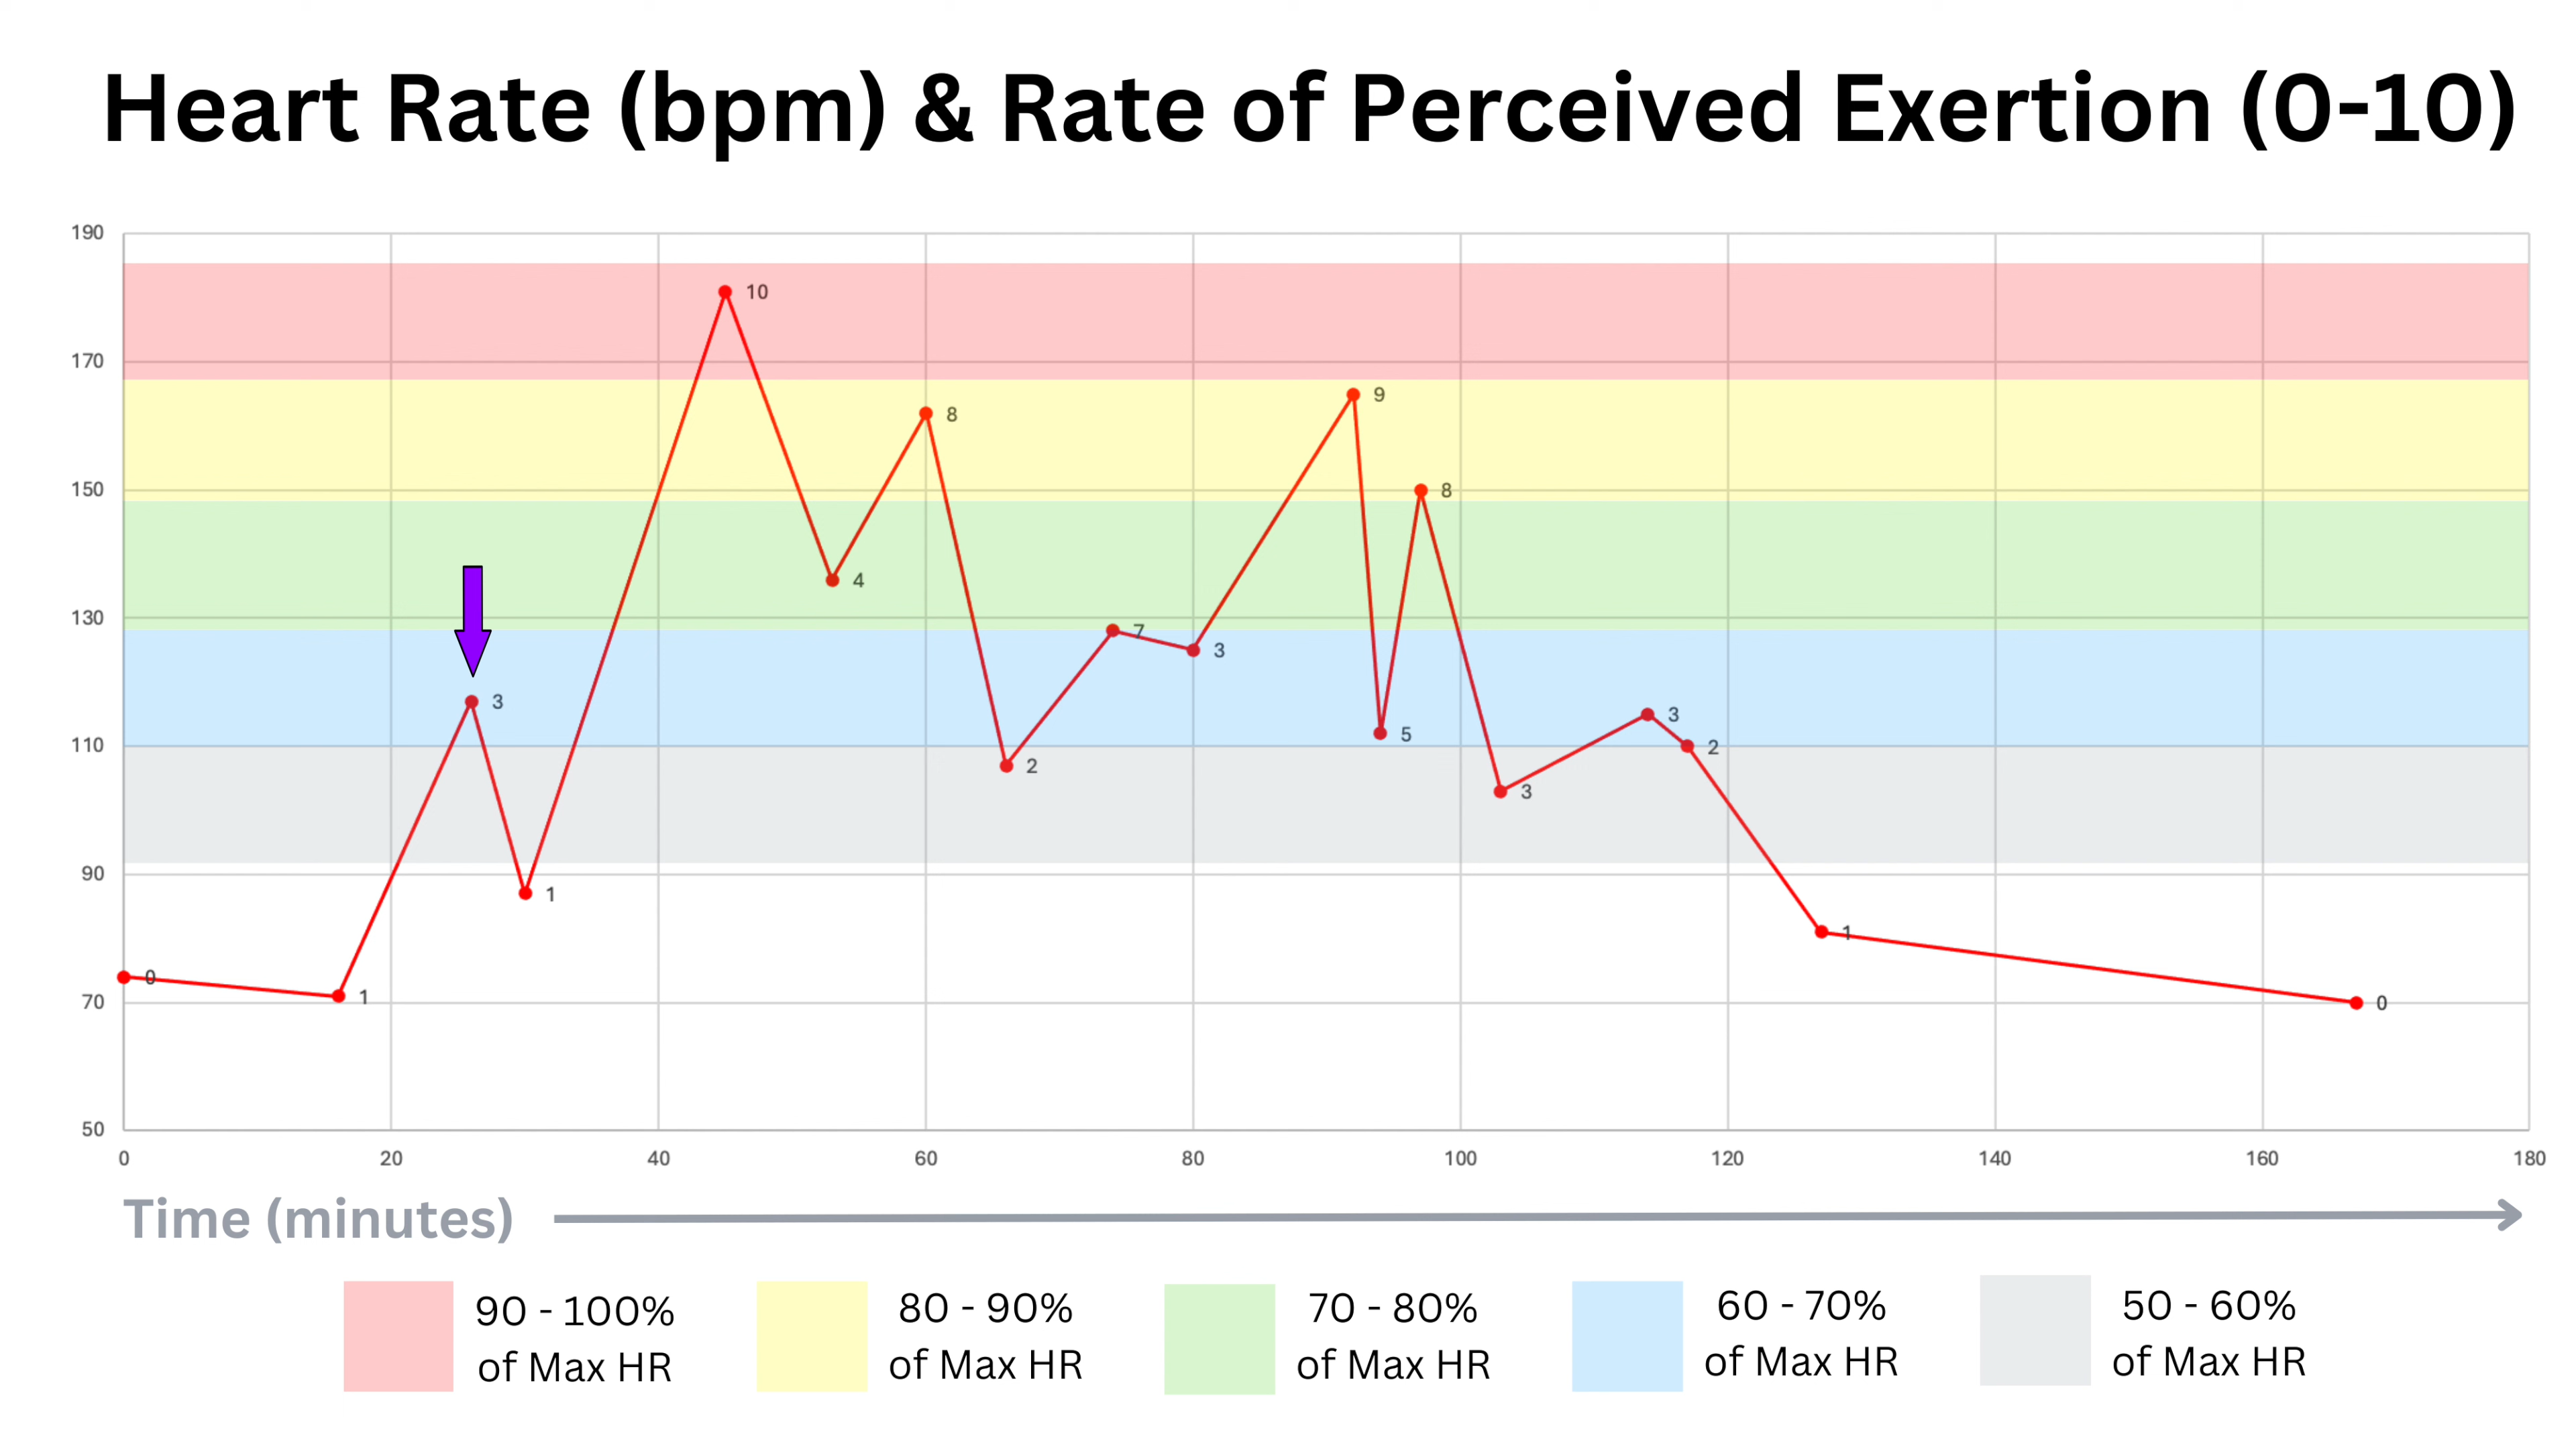 Heart Rate (bpm) & Rate of Perceived Exertion (0-10)
190
170
150
130
110
90
70
50
10
8
9
8
4
7
3
3
5
3
2
2
3
1
1
0
1
0
0 20 40 60 80 100 120 140 160 180
Time (minutes)
90 - 100%
of Max HR
80 - 90%
of Max HR
70 - 80%
of Max HR
60 - 70%
of Max HR
50 - 60%
of Max HR